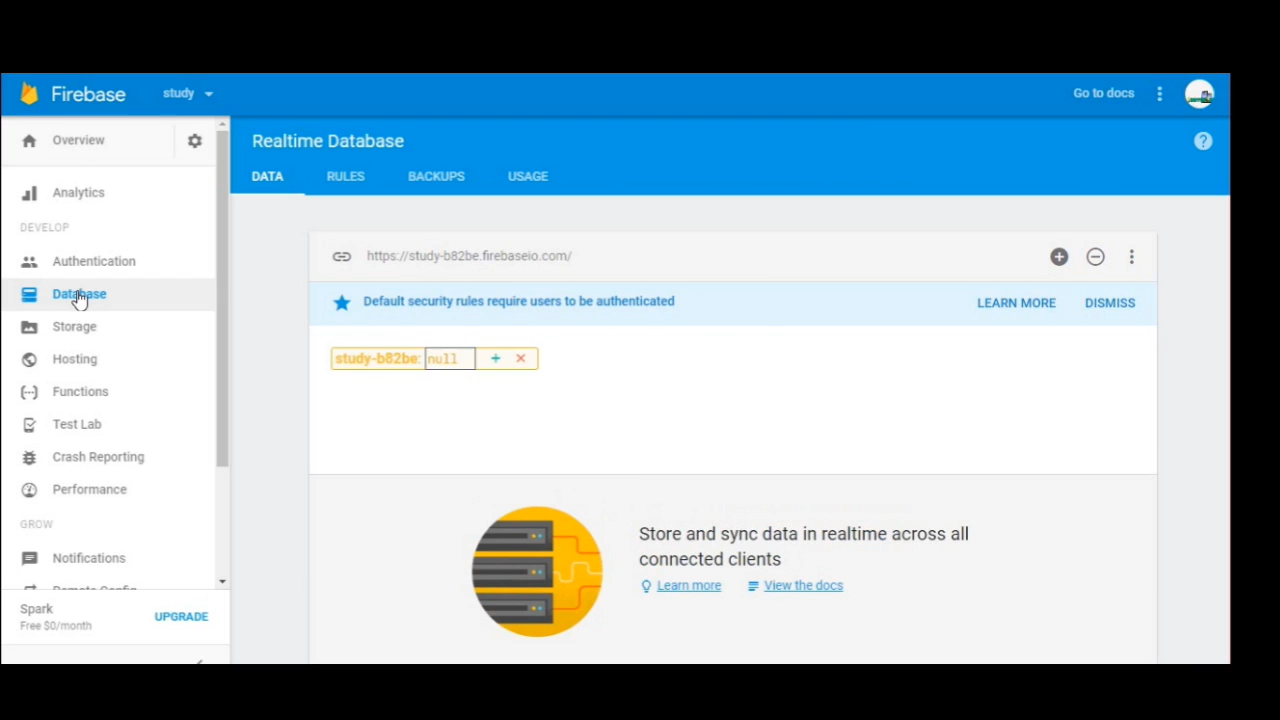 Firebase
study
Go to docs
Overview
Realtime Database
DATA
RULES
BACKUPS
USAGE
Analytics
DEVELOP
Authentication
Database
Storage
Hosting
Functions
Test Lab
Crash Reporting
Performance
GROW
Notifications
Remote Config
Spark
Free $0/month
UPGRADE
https://study-b82be.firebaseio.com/
Default security rules require users to be authenticated
LEARN MORE
DISMISS
study-b82be: null
Store and sync data in realtime across all
connected clients
Learn more
View the docs